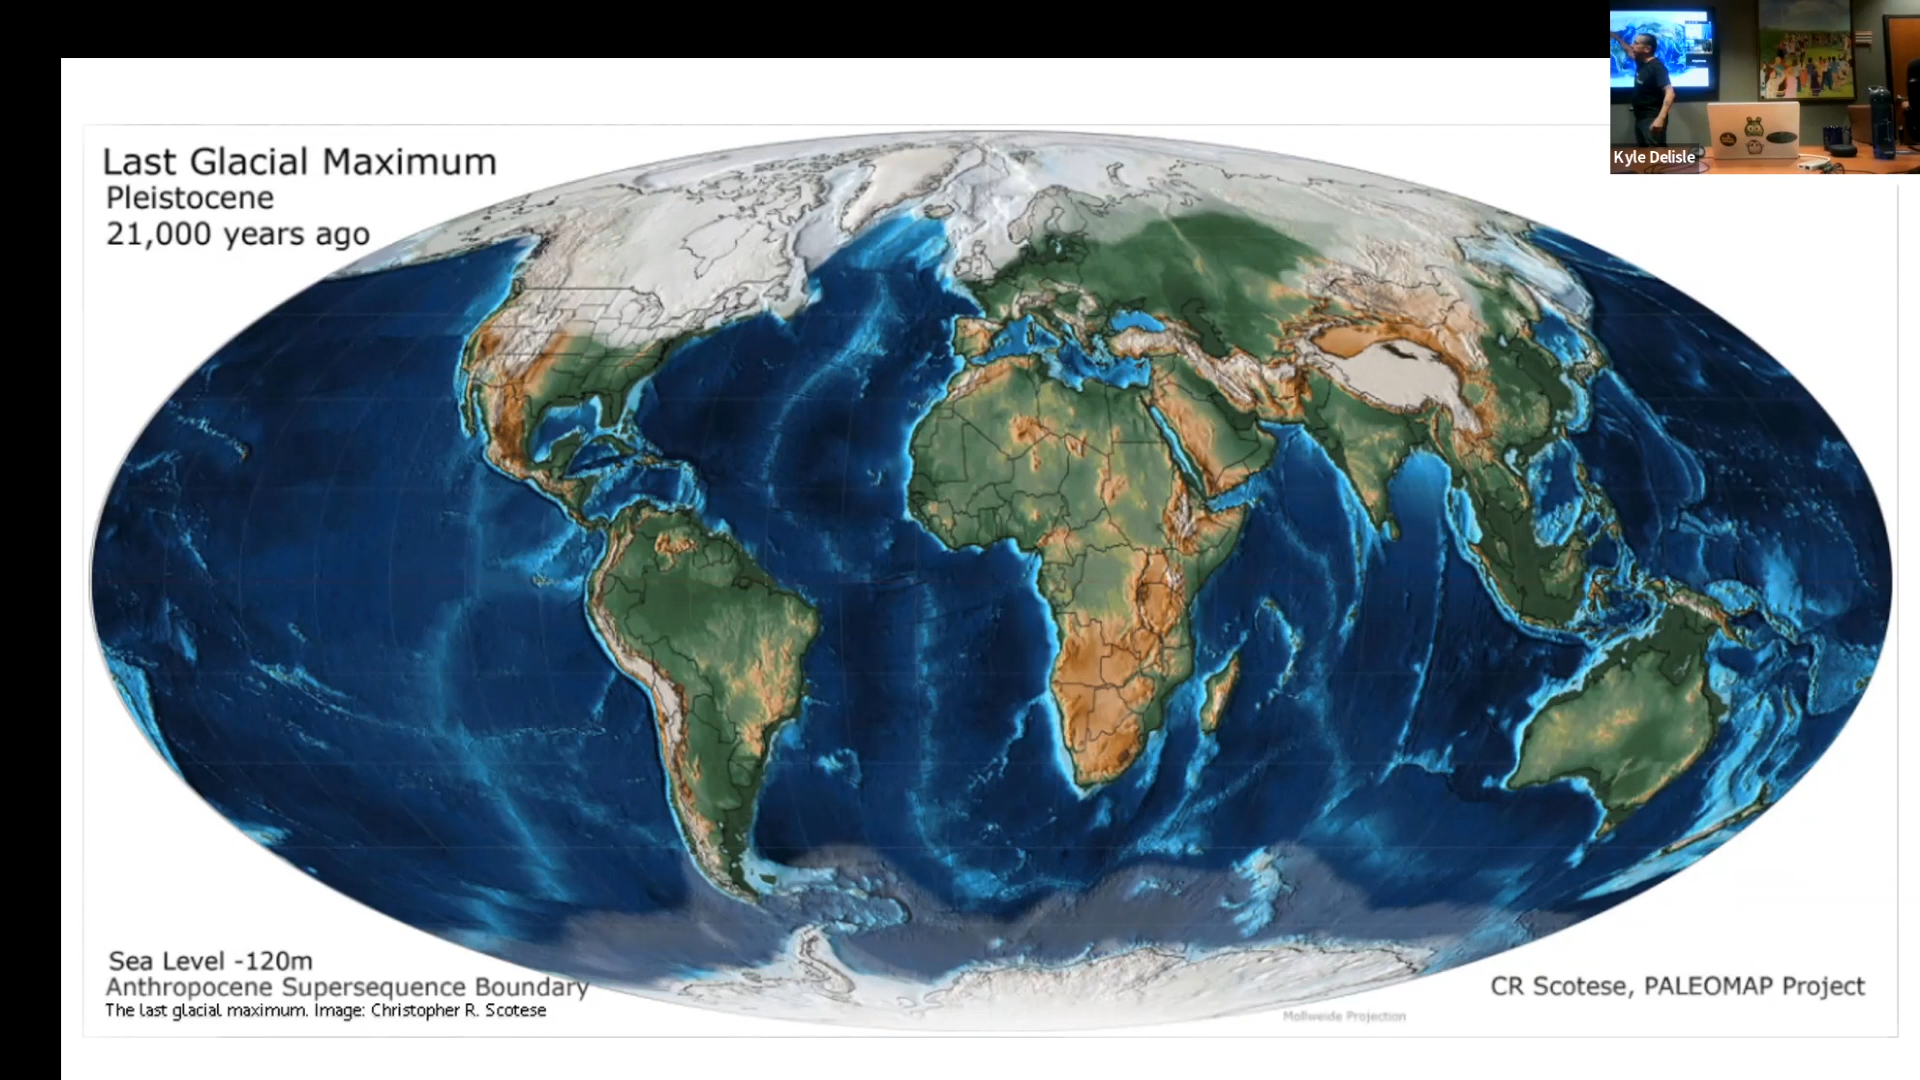 Last Glacial Maximum
Pleistocene
21,000 years ago
Kyle Delisle
Sea Level -120m
Anthropocene Supersequence Boundary
The last glacial maximum. Image: Christopher R. Scotese
CR Scotese, PALEOMAP Project
Mollweide Projection